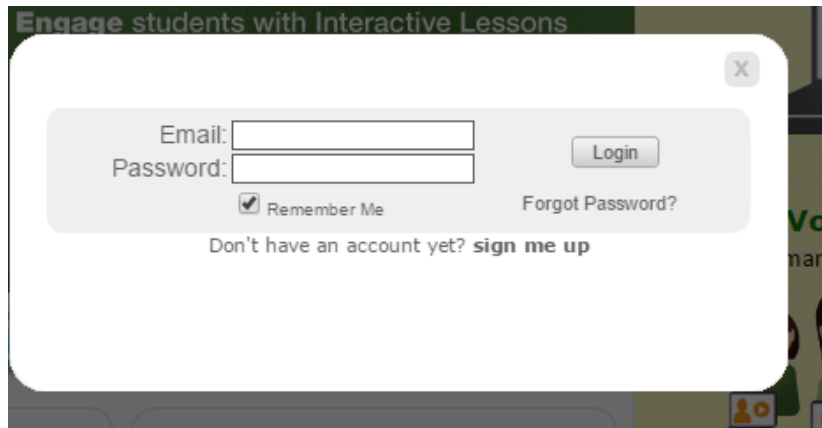 Engage students with Interactive Lessons
X
Email:
Password:
Login
Remember Me
Forgot Password?
Don't have an account yet? sign me up